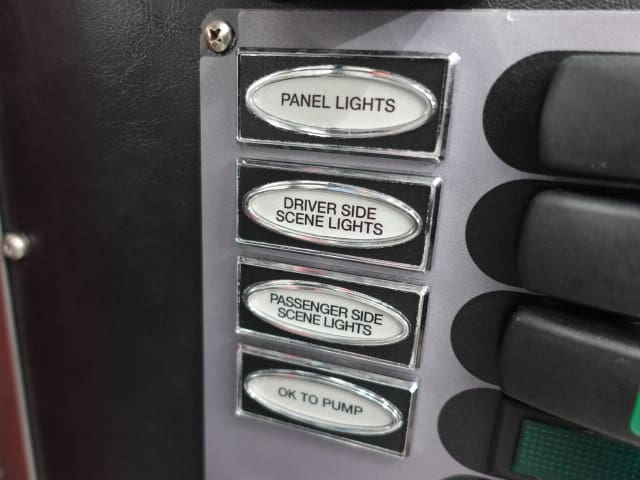 PANEL LIGHTS
DRIVER SIDE
SCENE LIGHTS
PASSENGER SIDE
SCENE LIGHTS
OK TO PUMP